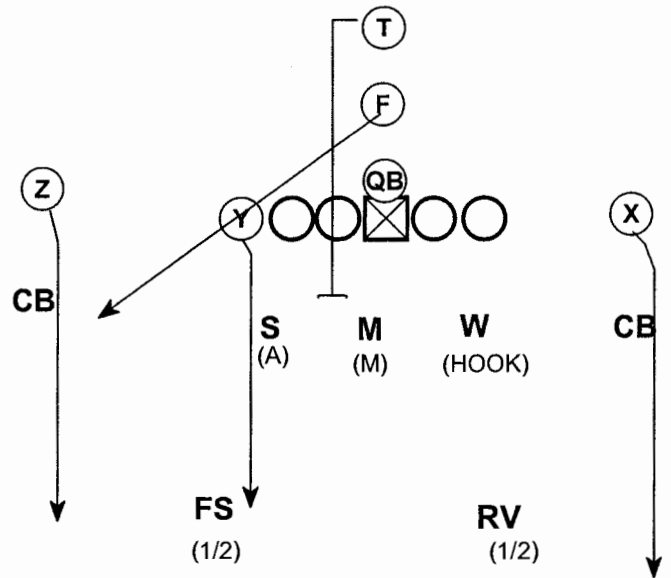 T
F
Z
QB
Y
X
CB
S
M
W
CB
(A)
(M)
(HOOK)
FS
RV
(1/2)
(1/2)